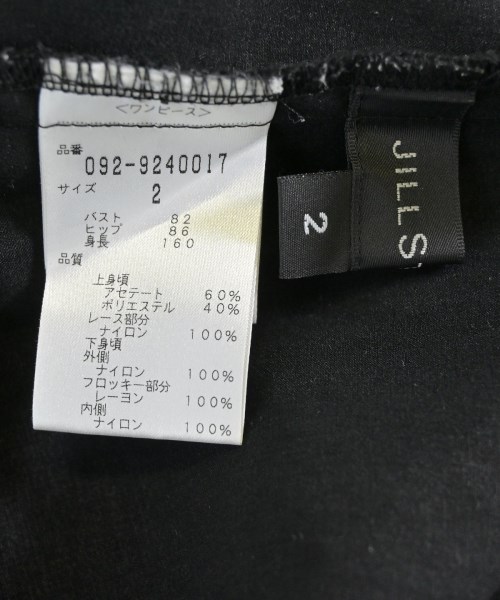 ＜ワンピース＞
品番
092-9240017
サイズ 2
バスト 82
ヒップ 86
身長 160
品質
上身頃
アセテート 60%
ポリエステル 40%
レース部分
ナイロン 100%
下身頃
外側
ナイロン 100%
フロッキー部分
レーヨン 100%
内側
ナイロン 100%
2
JILL